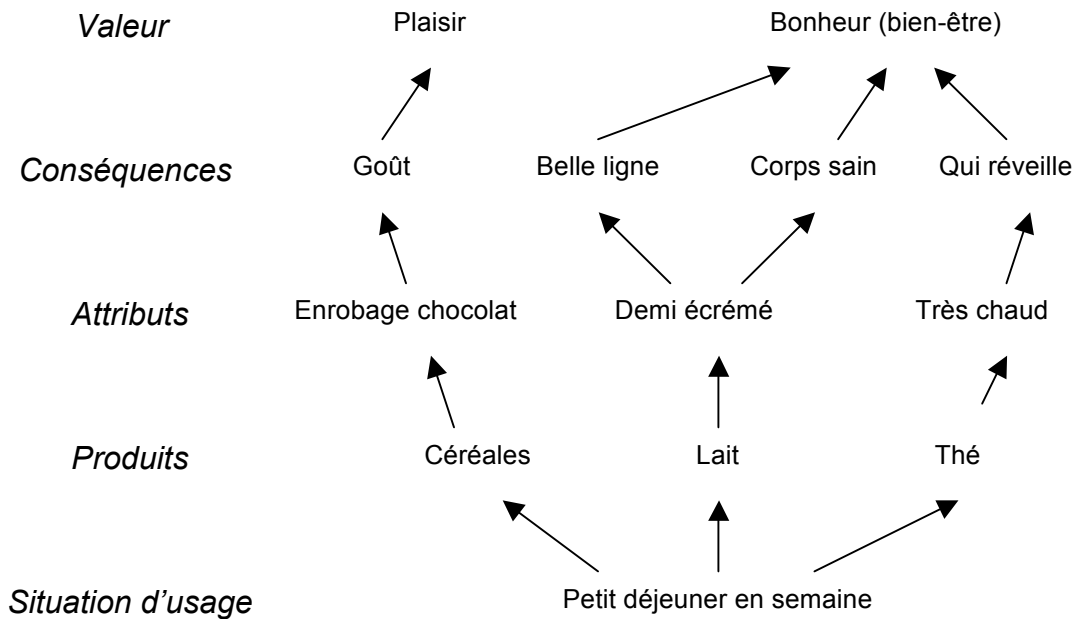 Valeur Plaisir Bonheur (bien-être)
Conséquences Goût Belle ligne Corps sain Qui réveille
Attributs Enrobage chocolat Demi écrémé Très chaud
Produits Céréales Lait Thé
Situation d’usage Petit déjeuner en semaine